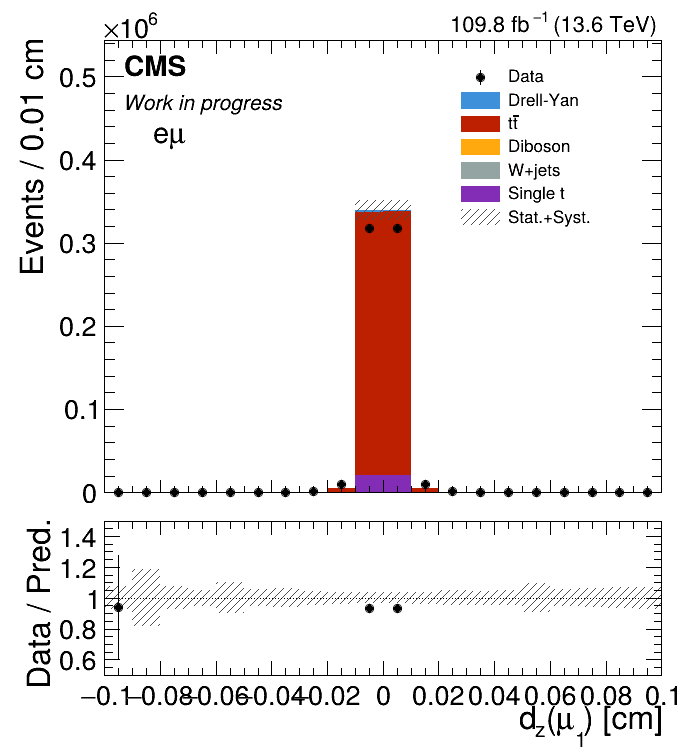 ×10⁶
109.8 fb⁻¹ (13.6 TeV)
CMS
Work in progress
eμ
Data
Drell-Yan
tt̄
Diboson
W+jets
Single t
Stat.+Syst.
Events / 0.01 cm
0.5
0.4
0.3
0.2
0.1
0
Data / Pred.
1.4
1.2
1
0.8
0.6
−0.1 −0.08 −0.06 −0.04 −0.02 0 0.02 0.04 0.06 0.08 0.1
d_z(μ_1) [cm]